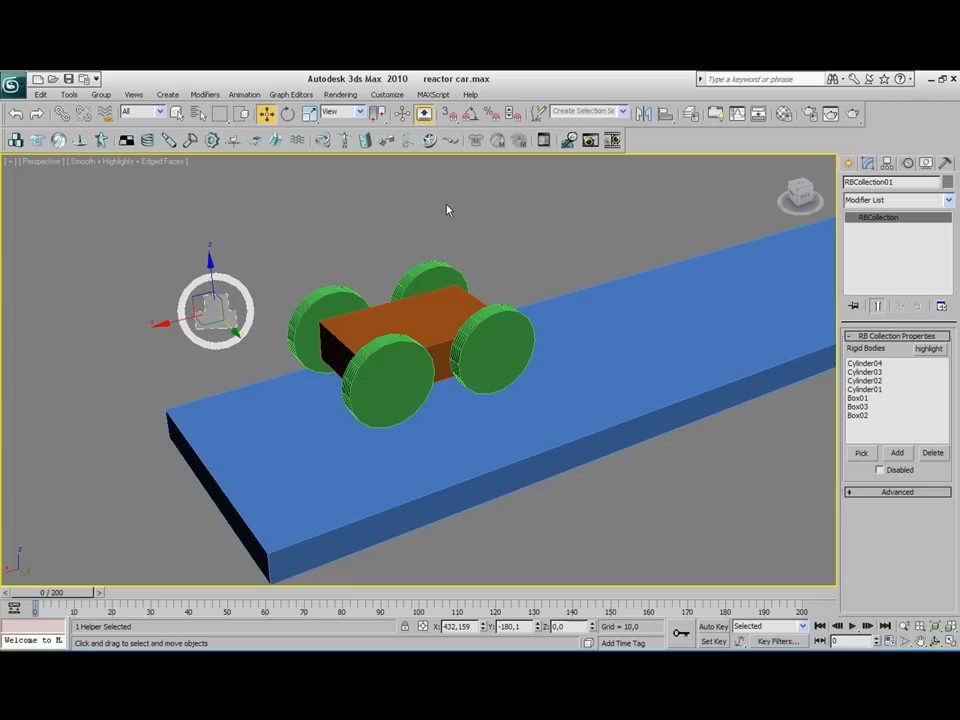 Autodesk 3ds Max 2010 reactor car.max
Type a keyword or phrase
Edit Tools Group Views Create Modifiers Animation Graph Editors Rendering Customize MAXScript Help
All View Create Selection Se
[ + ] [ Perspective ] [ Smooth + Highlights + Edged Faces ]
RBCollection01
Modifier List
RBCollection
RB Collection Properties
Rigid Bodies highlight
Cylinder04
Cylinder03
Cylinder02
Cylinder01
Box01
Box03
Box02
Pick Add Delete
Disabled
Advanced
z
x
z
x
0 / 200
0 10 20 30 40 50 60 70 80 90 100 110 120 130 140 150 160 170 180 190 200
1 Helper Selected X: 432,159 Y: -180,1 Z: 0,0 Grid = 10,0 Auto Key Selected
Welcome to M Click and drag to select and move objects Add Time Tag Set Key Key Filters... 0